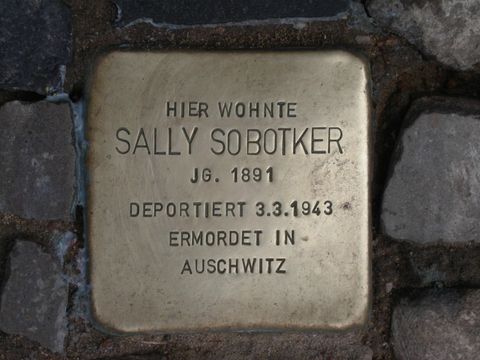 HIER WOHNTE
SALLY SOBOTKER
JG. 1891
DEPORTIERT 3.3.1943
ERMORDET IN
AUSCHWITZ